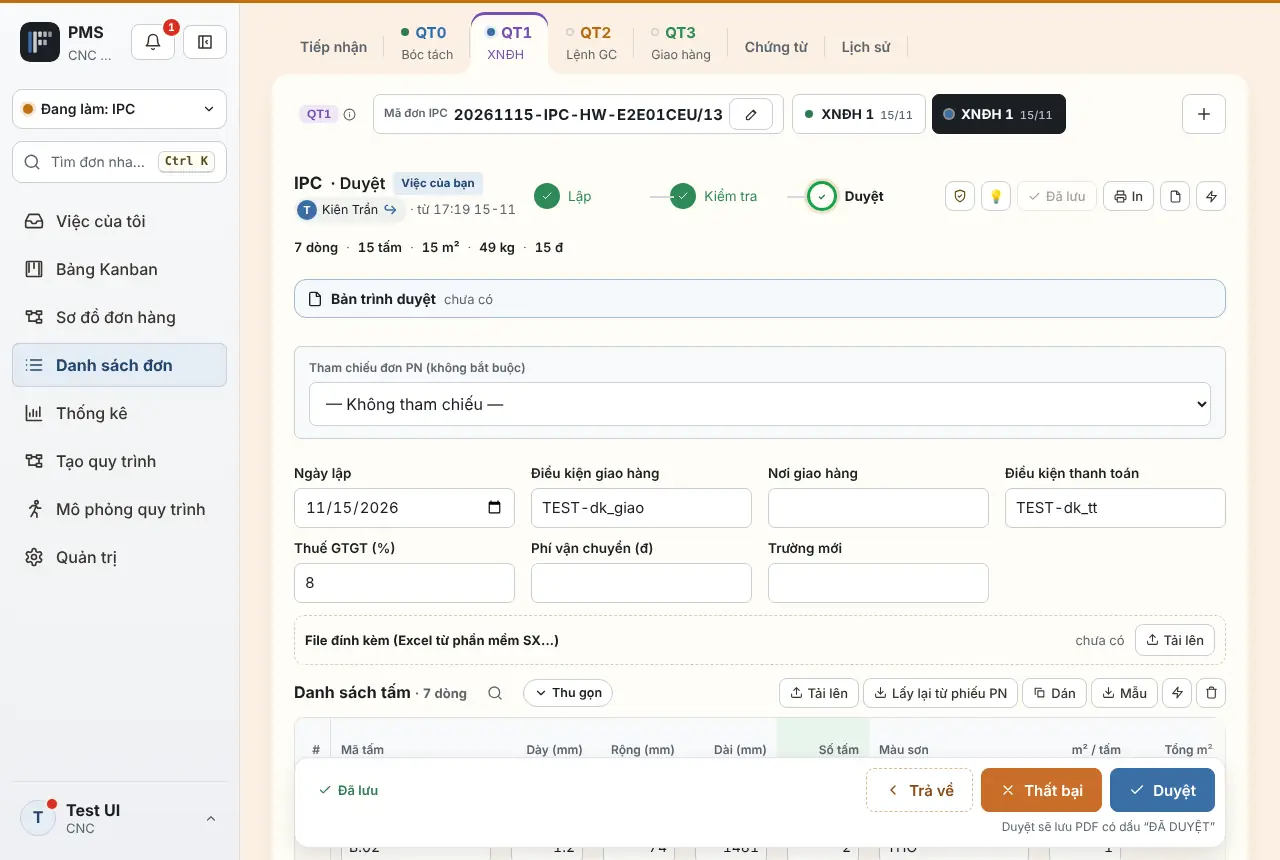 PMS
CNC ...
1
Đang làm: IPC
Tìm đơn nha... Ctrl K
Việc của tôi
Bảng Kanban
Sơ đồ đơn hàng
Danh sách đơn
Thống kê
Tạo quy trình
Mô phỏng quy trình
Quản trị
T Test UI
CNC
Tiếp nhận
QT0
Bóc tách
QT1
XNĐH
QT2
Lệnh GC
QT3
Giao hàng
Chứng từ
Lịch sử
QT1 Mã đơn IPC 20261115-IPC-HW-E2E01CEU/13 XNĐH 1 15/11 XNĐH 1 15/11
IPC · Duyệt Việc của bạn
T Kiên Trần · từ 17:19 15-11
Lập Kiểm tra Duyệt
Đã lưu In
7 dòng · 15 tấm · 15 m² · 49 kg · 15 đ
Bản trình duyệt chưa có
Tham chiếu đơn PN (không bắt buộc)
— Không tham chiếu —
Ngày lập Điều kiện giao hàng Nơi giao hàng Điều kiện thanh toán
11/15/2026 TEST-dk_giao TEST-dk_tt
Thuế GTGT (%) Phí vận chuyển (đ) Trường mới
8
File đính kèm (Excel từ phần mềm SX...) chưa có Tải lên
Danh sách tấm · 7 dòng Thu gọn Tải lên Lấy lại từ phiếu PN Dán Mẫu
# Mã tấm Dày (mm) Rộng (mm) Dài (mm) Số tấm Màu sơn m² / tấm Tổng m²
Đã lưu Trả về Thất bại Duyệt
Duyệt sẽ lưu PDF có dấu “ĐÃ DUYỆT”